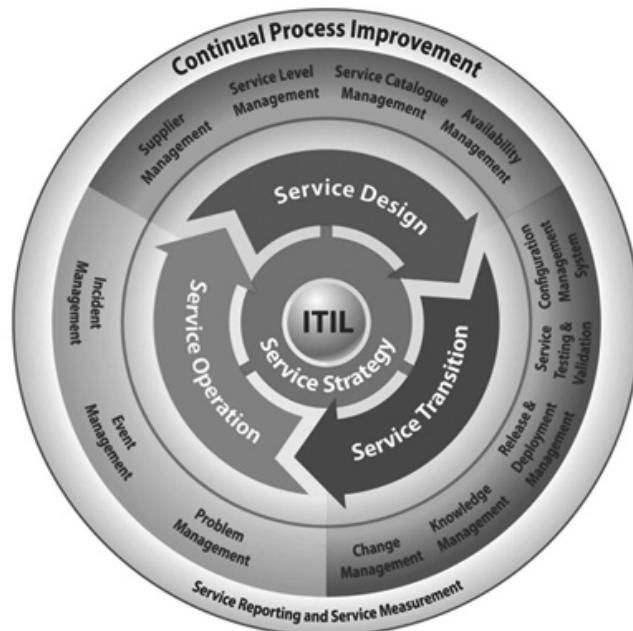 Continual Process Improvement
Supplier
Management
Service Level
Management
Service Catalogue
Management
Availability
Management
Configuration
Management
System
Service
Testing &
Validation
Release &
Deployment
Management
Knowledge
Management
Change
Management
Problem
Management
Event
Management
Incident
Management
Service Design
Service Transition
Service Operation
Service Strategy
ITIL
Service Reporting and Service Measurement